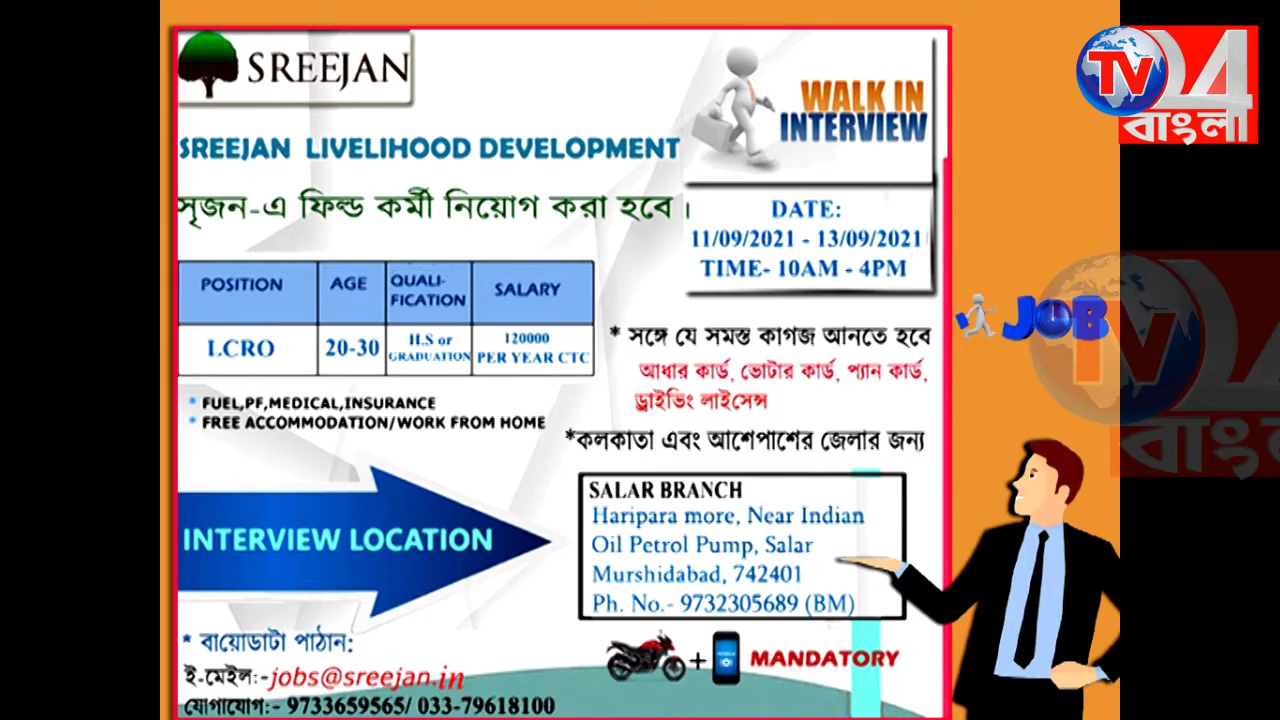 SREEJAN
WALK IN
INTERVIEW
TV
24
বাংলা
SREEJAN LIVELIHOOD DEVELOPMENT
সৃজন-এ ফিল্ড কর্মী নিয়োগ করা হবে।
DATE:
11/09/2021 - 13/09/2021
TIME- 10AM - 4PM
POSITION AGE QUALI-FICATION SALARY
LCRO 20-30 H.S or GRADUATION 120000 PER YEAR CTC
* সঙ্গে যে সমস্ত কাগজ আনতে হবে
আধার কার্ড, ভোটার কার্ড, প্যান কার্ড,
ড্রাইভিং লাইসেন্স
JOB
TV
24
বাংলা
* FUEL,PF,MEDICAL,INSURANCE
* FREE ACCOMMODATION/WORK FROM HOME
*কলকাতা এবং আশেপাশের জেলার জন্য
INTERVIEW LOCATION
SALAR BRANCH
Haripara more, Near Indian
Oil Petrol Pump, Salar
Murshidabad, 742401
Ph. No.- 9732305689 (BM)
* বায়োডাটা পাঠান:
ই-মেইল:-jobs@sreejan.in
যোগাযোগ:- 9733659565/ 033-79618100
+ MANDATORY